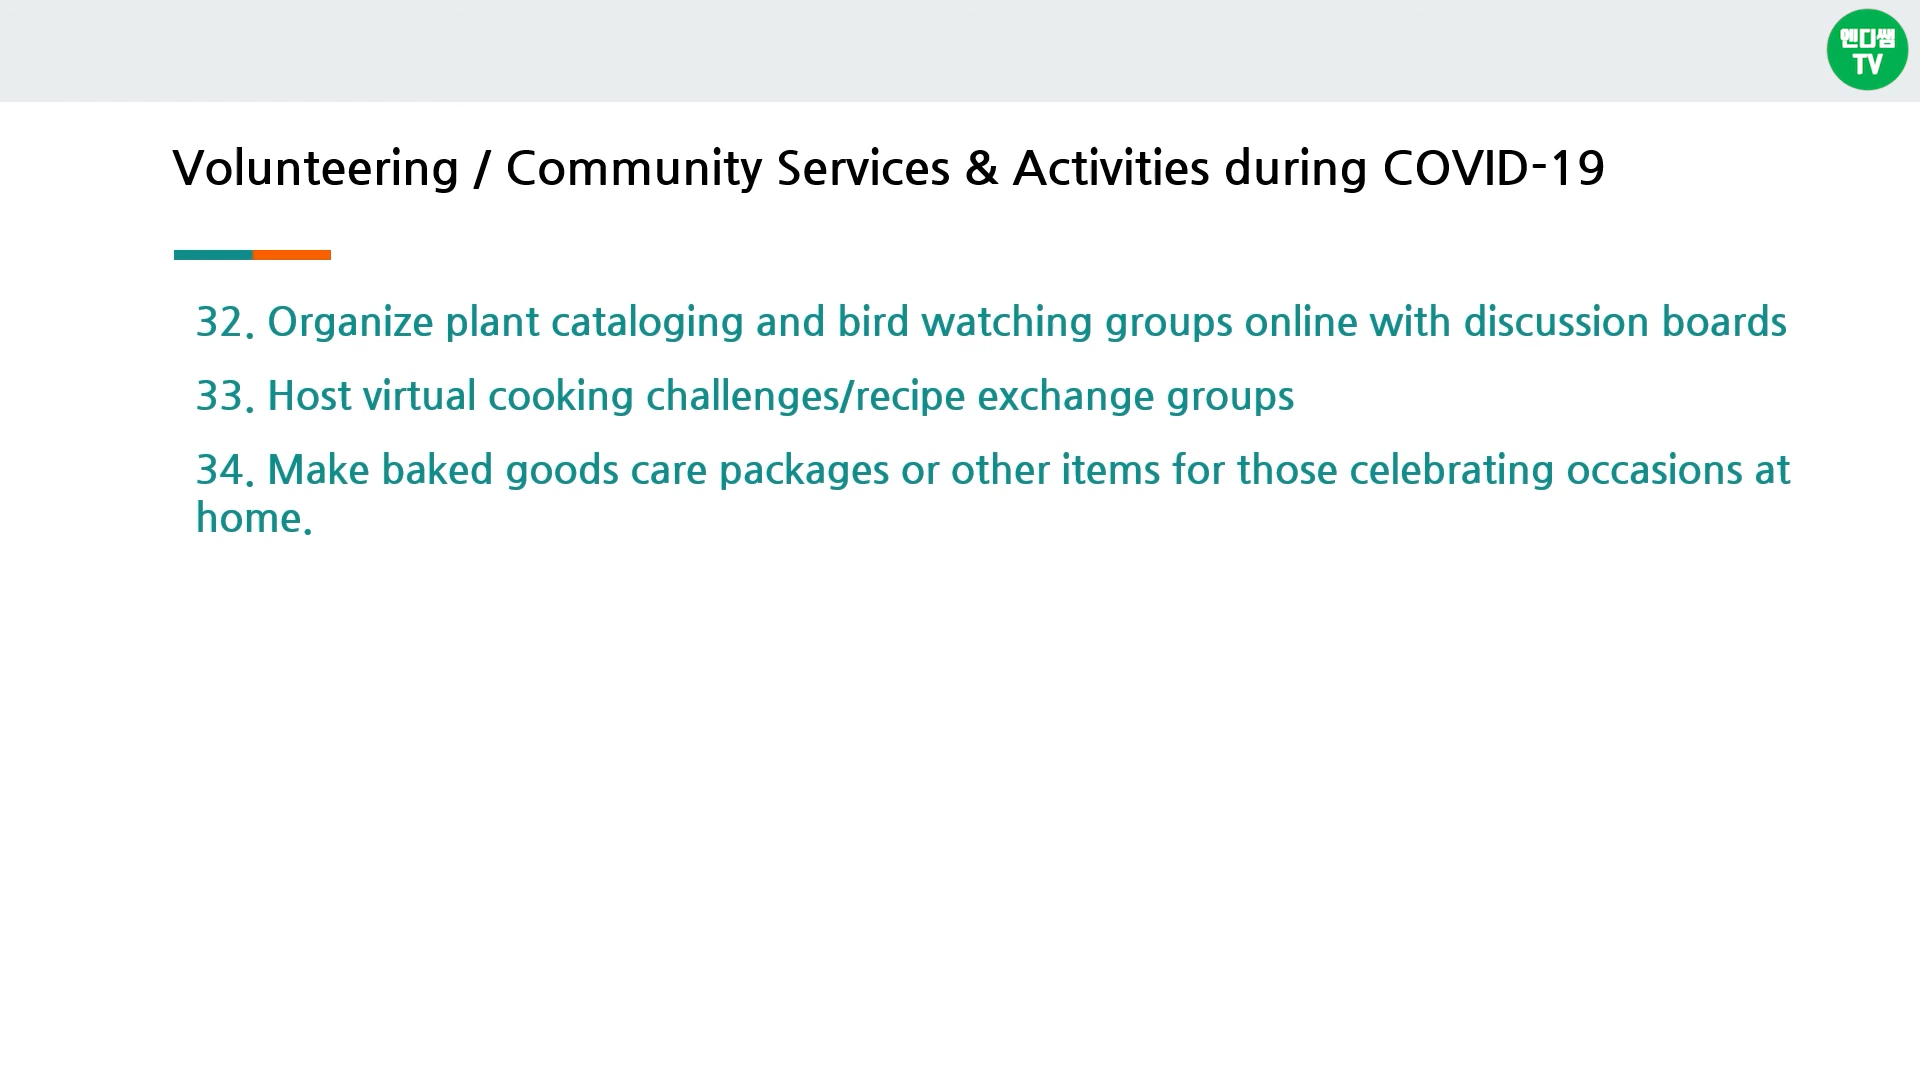 엔디쌤
TV
Volunteering / Community Services & Activities during COVID-19
32. Organize plant cataloging and bird watching groups online with discussion boards
33. Host virtual cooking challenges/recipe exchange groups
34. Make baked goods care packages or other items for those celebrating occasions at
home.